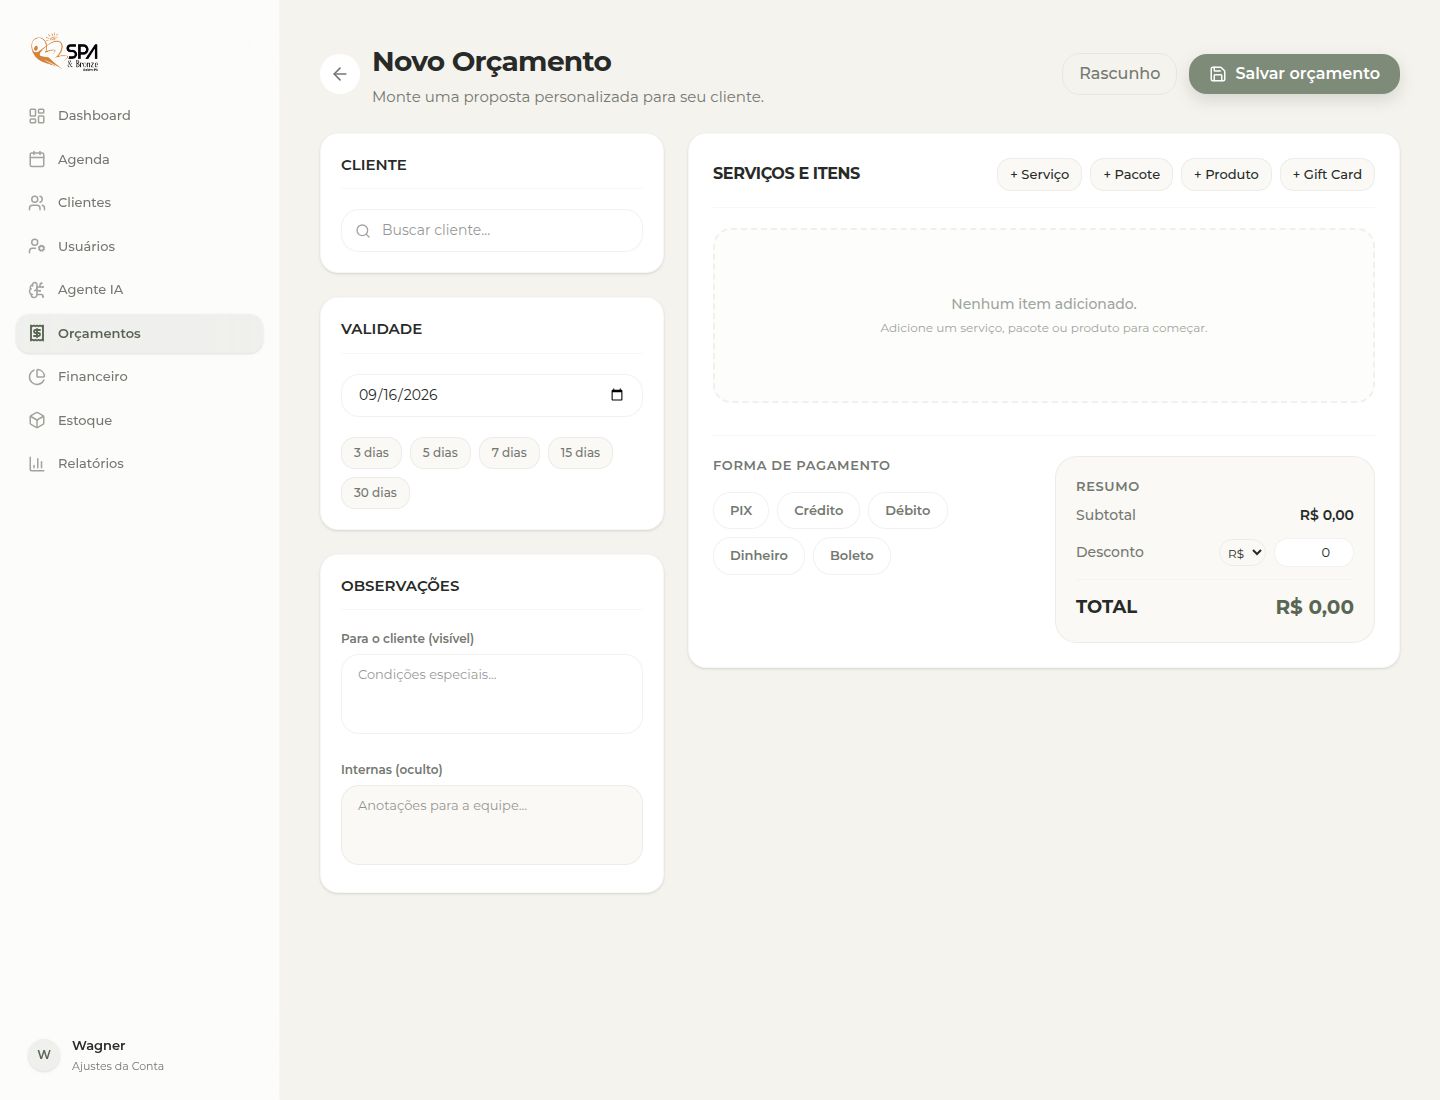 SPA
& Bronze
Dashboard
Agenda
Clientes
Usuários
Agente IA
Orçamentos
Financeiro
Estoque
Relatórios
W
Wagner
Ajustes da Conta
Novo Orçamento
Monte uma proposta personalizada para seu cliente.
Rascunho
Salvar orçamento
CLIENTE
Buscar cliente...
VALIDADE
09/16/2026
3 dias
5 dias
7 dias
15 dias
30 dias
OBSERVAÇÕES
Para o cliente (visível)
Condições especiais...
Internas (oculto)
Anotações para a equipe...
SERVIÇOS E ITENS
+ Serviço
+ Pacote
+ Produto
+ Gift Card
Nenhum item adicionado.
Adicione um serviço, pacote ou produto para começar.
FORMA DE PAGAMENTO
PIX
Crédito
Débito
Dinheiro
Boleto
RESUMO
Subtotal R$ 0,00
Desconto R$ 0
TOTAL R$ 0,00